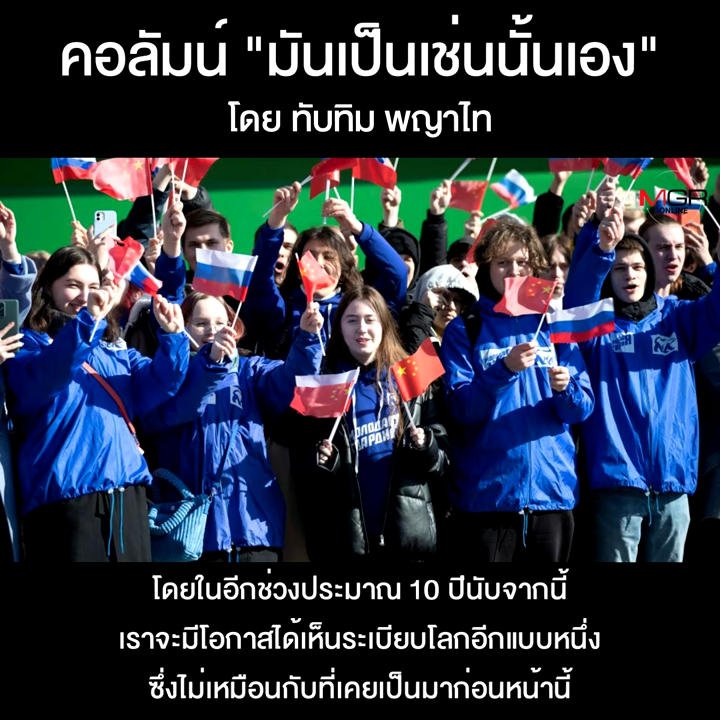 คอลัมน์ "มันเป็นเช่นนั้นเอง"
โดย ทับทิม พญาไท
MGR
ONLINE
โดยในอีกช่วงประมาณ 10 ปีนับจากนี้
เราจะมีโอกาสได้เห็นระเบียบโลกอีกแบบหนึ่ง
ซึ่งไม่เหมือนกับที่เคยเป็นมาก่อนหน้านี้